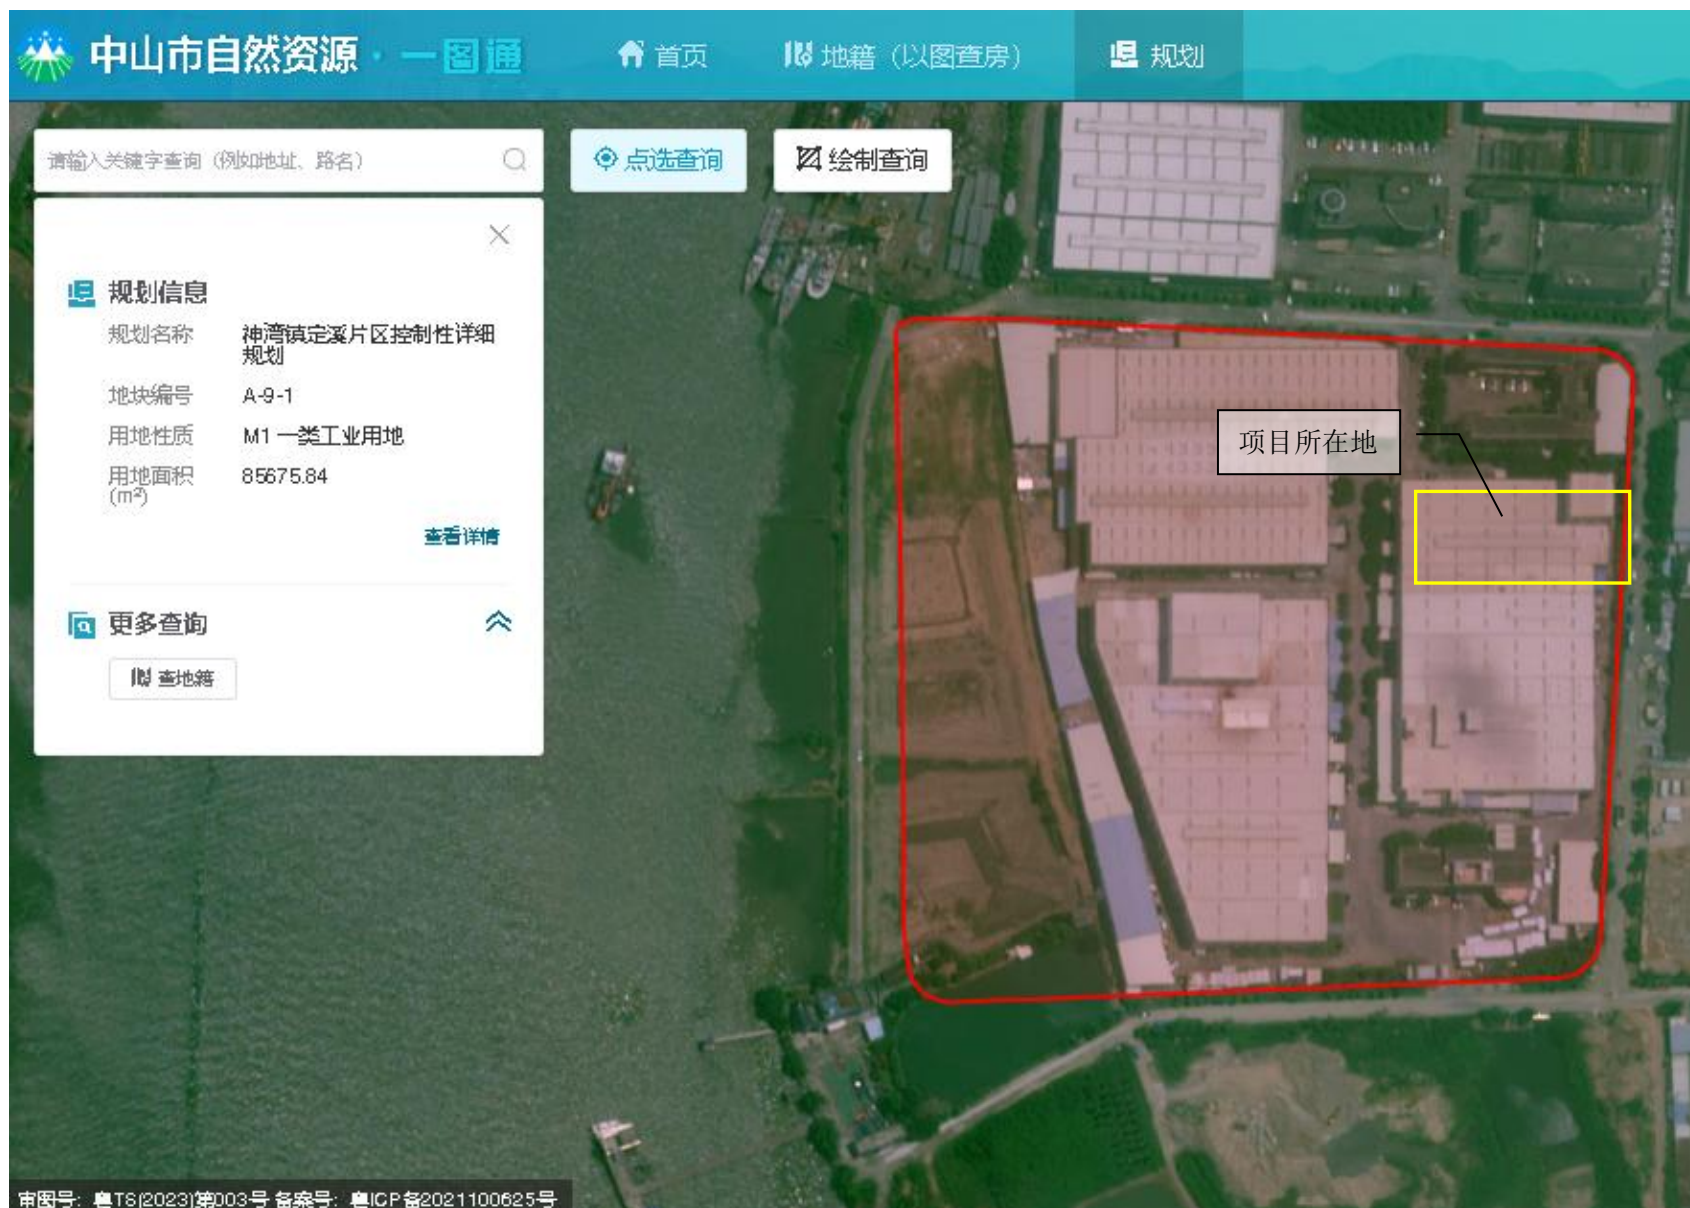 中山市自然资源·一图通
首页
地籍（以图查房）
规划
请输入关键字查询（例如地址、路名）
点选查询
绘制查询
规划信息
规划名称 神湾镇定溪片区控制性详细
规划
地块编号 A-9-1
用地性质 M1 一类工业用地
用地面积 85675.84
(m²)
查看详情
更多查询
查地籍
项目所在地
审图号：粤TS(2023)第003号 备案号：粤ICP备2021100625号